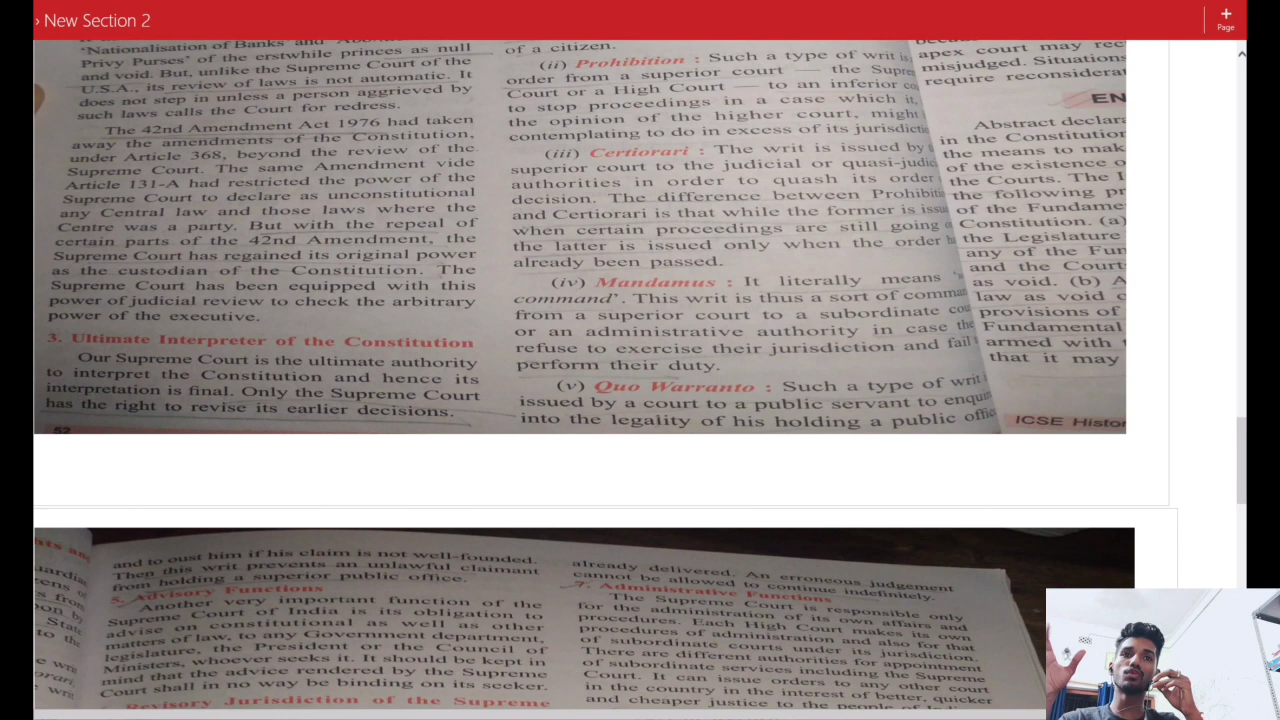 › New Section 2
+
Page
'Nationalisation of Banks' and
Privy Purses' of the erstwhile princes as null
and void. But, unlike the Supreme Court of the
U.S.A., its review of laws is not automatic. It
does not step in unless a person aggrieved by
such laws calls the Court for redress.
The 42nd Amendment Act 1976 had taken
away the amendments of the Constitution,
under Article 368, beyond the review of the
Supreme Court. The same Amendment vide
Article 131-A had restricted the power of the
Supreme Court to declare as unconstitutional
any Central law and those laws where the
Centre was a party. But with the repeal of
certain parts of the 42nd Amendment, the
Supreme Court has regained its original power
as the custodian of the Constitution. The
Supreme Court has been equipped with this
power of judicial review to check the arbitrary
power of the executive.
3. Ultimate Interpreter of the Constitution
Our Supreme Court is the ultimate authority
to interpret the Constitution and hence its
interpretation is final. Only the Supreme Court
has the right to revise its earlier decisions.
52
of a citizen.
(ii) Prohibition : Such a type of writ is
order from a superior court — the Supre
Court or a High Court — to an inferior co
to stop proceedings in a case which it,
the opinion of the higher court, might
contemplating to do in excess of its jurisdictio
(iii) Certiorari : The writ is issued by
superior court to the judicial or quasi-judic
authorities in order to quash its order
decision. The difference between Prohibitio
and Certiorari is that while the former is issu
when certain proceedings are still going
the latter is issued only when the order h
already been passed.
(iv) Mandamus : It literally means
command'. This writ is thus a sort of comman
from a superior court to a subordinate cou
or an administrative authority in case the
refuse to exercise their jurisdiction and fail
perform their duty.
(v) Quo Warranto : Such a type of writ
issued by a court to a public servant to enqui
into the legality of his holding a public offic
apex court may rec
misjudged. Situations
require reconsiderat
EN
Abstract declara
in the Constitution
the means to mak
of the existence o
the Courts. The I
the following pr
of the Fundame
Constitution. (a)
the Legislature
any of the Fun
and the Court
as void. (b) A
law as void o
provisions of
Fundamental
armed with
that it may
ICSE Histor
and to oust him if his claim is not well-founded.
Then this writ prevents an unlawful claimant
from holding a superior public office.
5. Advisory Functions
Another very important function of the
Supreme Court of India is its obligation to
advise on constitutional as well as other
matters of law, to any Government department,
legislature, the President or the Council of
Ministers, whoever seeks it. It should be kept in
mind that the advice rendered by the Supreme
Court shall in no way be binding on its seeker.
Revisory Jurisdiction of the Supreme
already delivered. An erroneous judgement
cannot be allowed to continue indefinitely.
7. Administrative Functions
The Supreme Court is responsible only
for the administration of its own affairs and
procedures. Each High Court makes its own
procedures of administration and also for that
of subordinate courts under its jurisdiction.
There are different authorities for appointment
of subordinate services including the Supreme
Court. It can issue orders to any other court
in the country in the interest of better, quicker
and cheaper justice to the people of